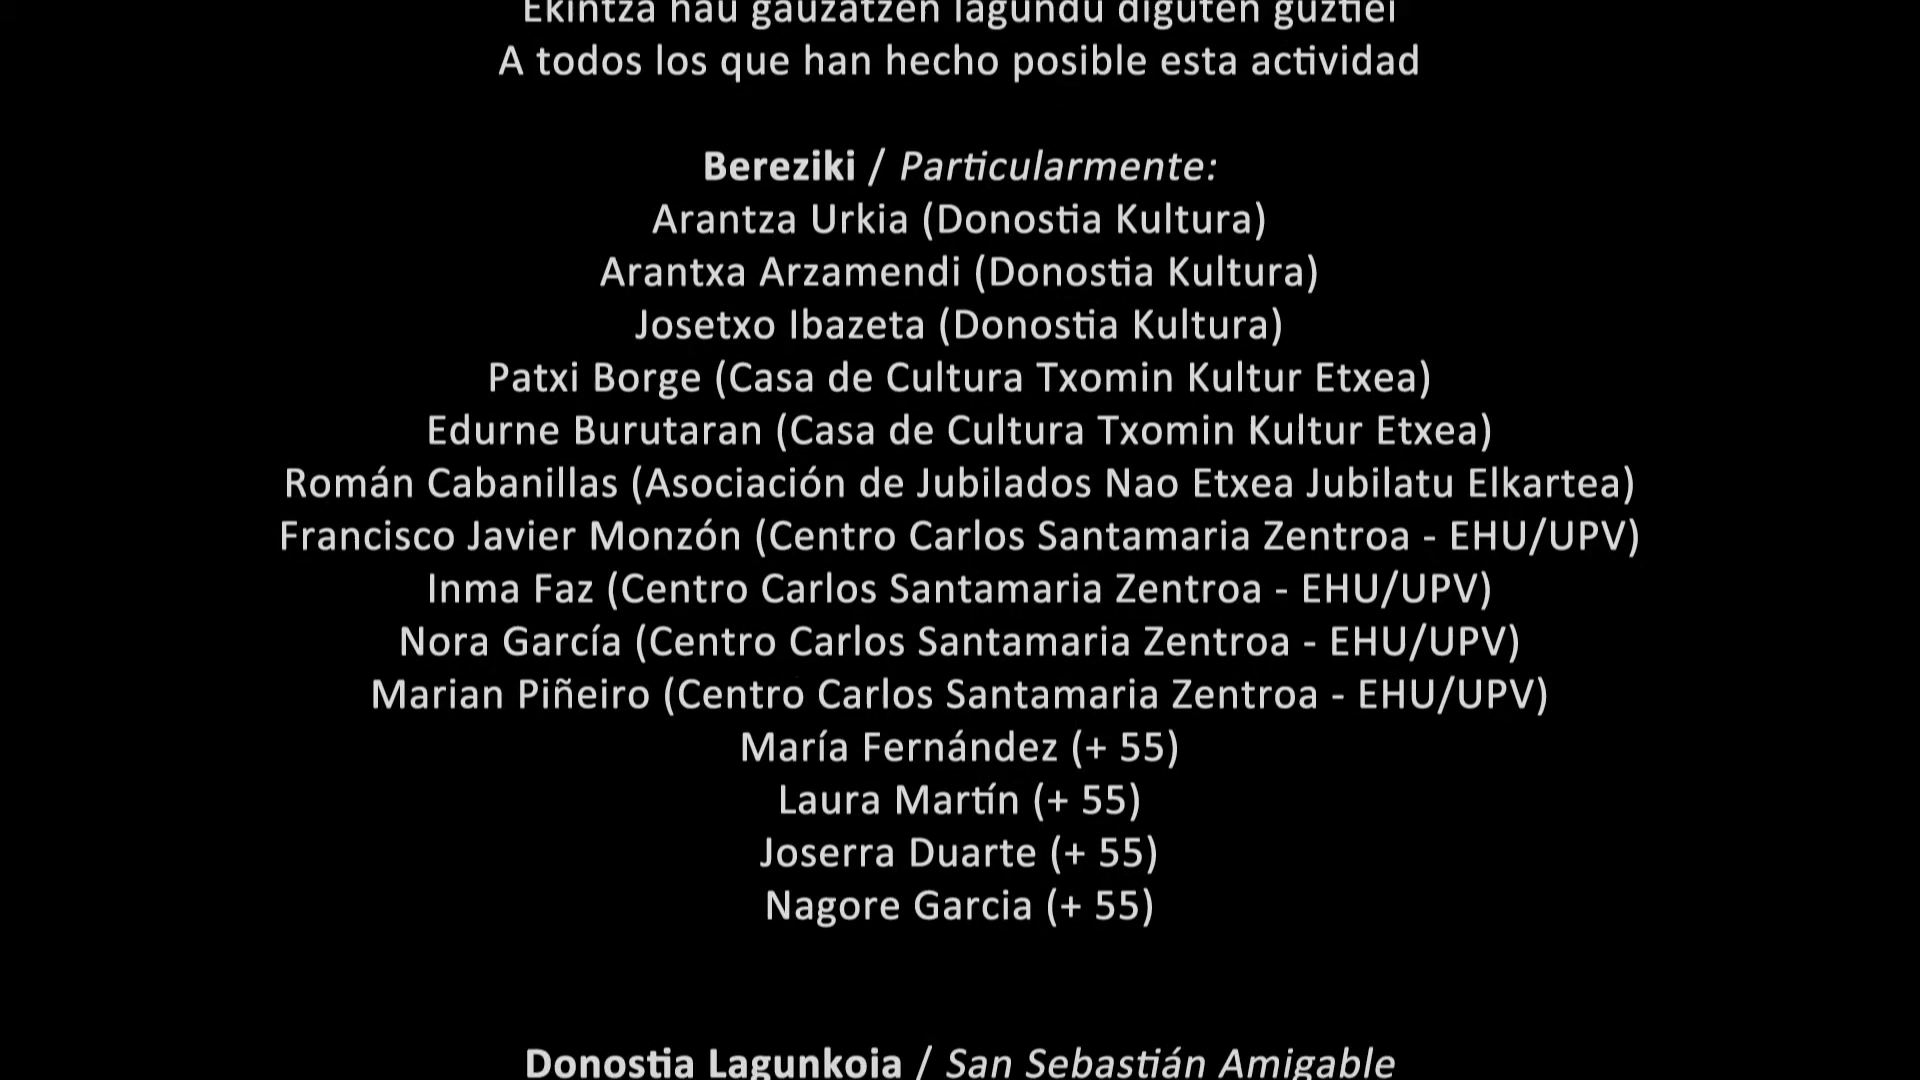 Ekintza hau gauzatzen lagundu diguten guztiei
A todos los que han hecho posible esta actividad
Bereziki / Particularmente:
Arantza Urkia (Donostia Kultura)
Arantxa Arzamendi (Donostia Kultura)
Josetxo Ibazeta (Donostia Kultura)
Patxi Borge (Casa de Cultura Txomin Kultur Etxea)
Edurne Burutaran (Casa de Cultura Txomin Kultur Etxea)
Román Cabanillas (Asociación de Jubilados Nao Etxea Jubilatu Elkartea)
Francisco Javier Monzón (Centro Carlos Santamaria Zentroa - EHU/UPV)
Inma Faz (Centro Carlos Santamaria Zentroa - EHU/UPV)
Nora García (Centro Carlos Santamaria Zentroa - EHU/UPV)
Marian Piñeiro (Centro Carlos Santamaria Zentroa - EHU/UPV)
María Fernández (+ 55)
Laura Martín (+ 55)
Joserra Duarte (+ 55)
Nagore Garcia (+ 55)
Donostia Lagunkoia / San Sebastián Amigable